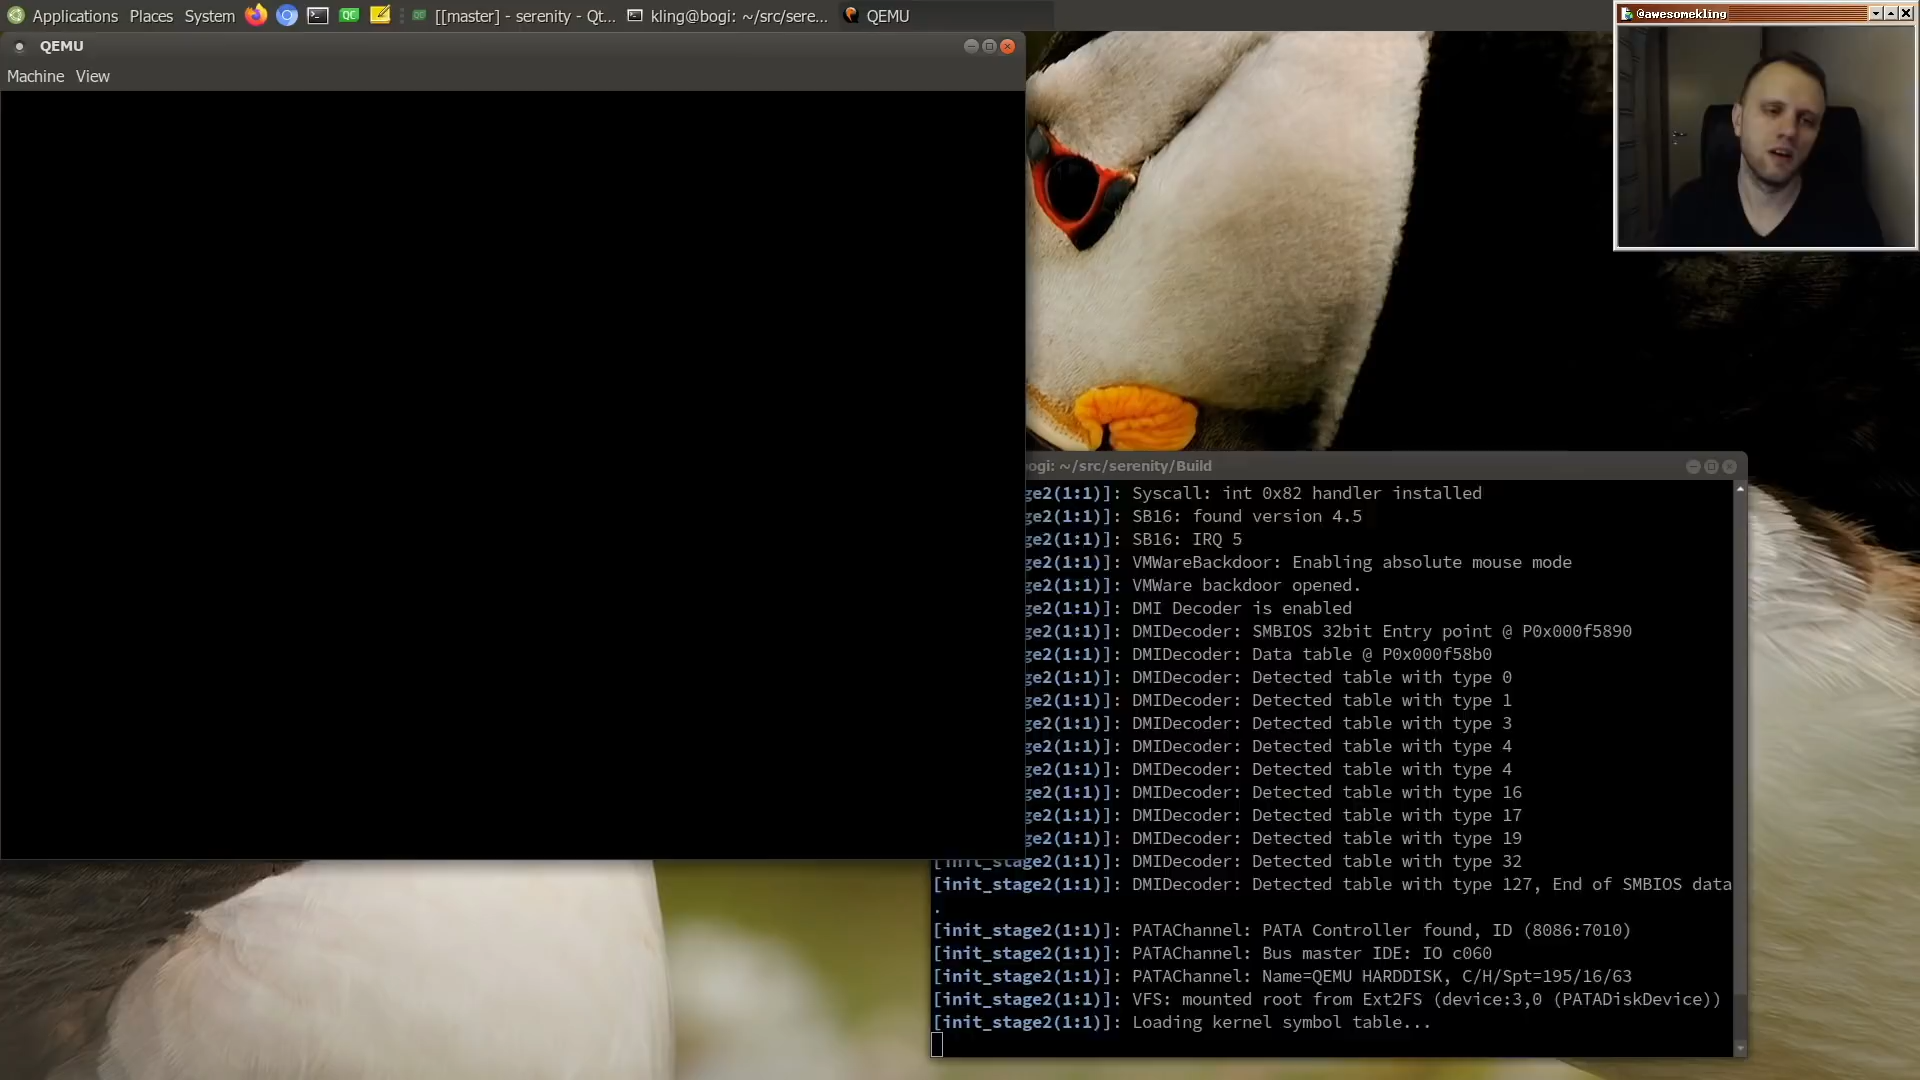 Applications Places System QC [[master] - serenity - Qt... kling@bogi: ~/src/sere... QEMU
@awesomekling
QEMU
Machine View
ogi: ~/src/serenity/Build
ge2(1:1)]: Syscall: int 0x82 handler installed
ge2(1:1)]: SB16: found version 4.5
ge2(1:1)]: SB16: IRQ 5
ge2(1:1)]: VMWareBackdoor: Enabling absolute mouse mode
ge2(1:1)]: VMWare backdoor opened.
ge2(1:1)]: DMI Decoder is enabled
ge2(1:1)]: DMIDecoder: SMBIOS 32bit Entry point @ P0x000f5890
ge2(1:1)]: DMIDecoder: Data table @ P0x000f58b0
ge2(1:1)]: DMIDecoder: Detected table with type 0
ge2(1:1)]: DMIDecoder: Detected table with type 1
ge2(1:1)]: DMIDecoder: Detected table with type 3
ge2(1:1)]: DMIDecoder: Detected table with type 4
ge2(1:1)]: DMIDecoder: Detected table with type 4
ge2(1:1)]: DMIDecoder: Detected table with type 16
ge2(1:1)]: DMIDecoder: Detected table with type 17
ge2(1:1)]: DMIDecoder: Detected table with type 19
[init_stage2(1:1)]: DMIDecoder: Detected table with type 32
[init_stage2(1:1)]: DMIDecoder: Detected table with type 127, End of SMBIOS data
.
[init_stage2(1:1)]: PATAChannel: PATA Controller found, ID (8086:7010)
[init_stage2(1:1)]: PATAChannel: Bus master IDE: IO c060
[init_stage2(1:1)]: PATAChannel: Name=QEMU HARDDISK, C/H/Spt=195/16/63
[init_stage2(1:1)]: VFS: mounted root from Ext2FS (device:3,0 (PATADiskDevice))
[init_stage2(1:1)]: Loading kernel symbol table...